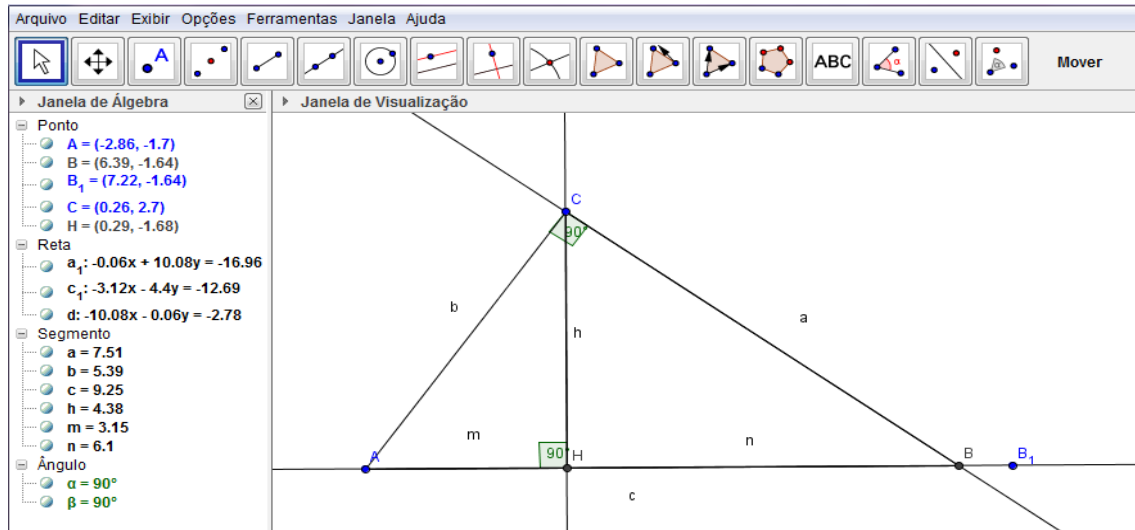 Arquivo Editar Exibir Opções Ferramentas Janela Ajuda
A
ABC
α
α
Mover
Janela de Álgebra
Janela de Visualização
Ponto
A = (-2.86, -1.7)
B = (6.39, -1.64)
B₁ = (7.22, -1.64)
C = (0.26, 2.7)
H = (0.29, -1.68)
Reta
a₁: -0.06x + 10.08y = -16.96
c₁: -3.12x - 4.4y = -12.69
d: -10.08x - 0.06y = -2.78
Segmento
a = 7.51
b = 5.39
c = 9.25
h = 4.38
m = 3.15
n = 6.1
Ângulo
α = 90°
β = 90°
C
90°
b
a
h
m
n
A
90°
H
B
B₁
c